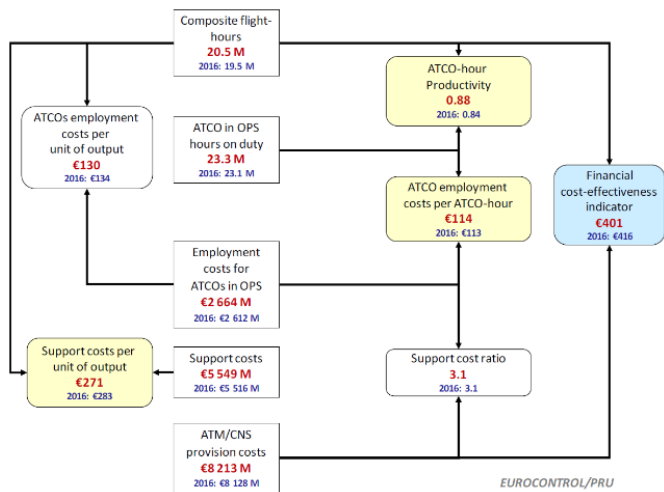 Composite flight-
hours
20.5 M
2016: 19.5 M
ATCO-hour
Productivity
0.88
2016: 0.84
ATCOs employment
costs per
unit of output
€130
2016: €134
ATCO in OPS
hours on duty
23.3 M
2016: 23.1 M
ATCO employment
costs per ATCO-hour
€114
2016: €113
Financial
cost-effectiveness
indicator
€401
2016: €416
Employment
costs for
ATCOs in OPS
€2 664 M
2016: €2 612 M
Support costs per
unit of output
€271
2016: €283
Support costs
€5 549 M
2016: €5 516 M
Support cost ratio
3.1
2016: 3.1
ATM/CNS
provision costs
€8 213 M
2016: €8 128 M
EUROCONTROL/PRU